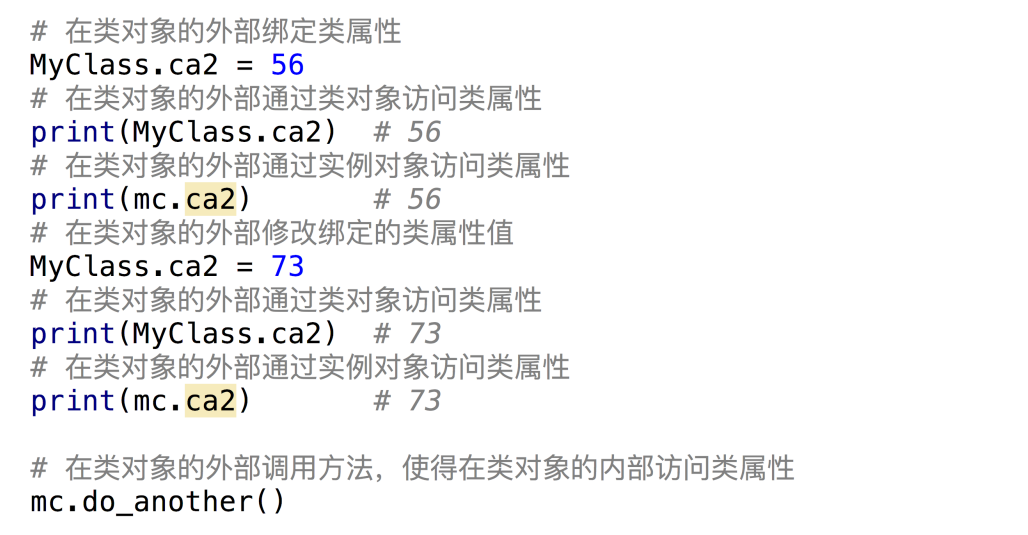 # 在类对象的外部绑定类属性
MyClass.ca2 = 56
# 在类对象的外部通过类对象访问类属性
print(MyClass.ca2)  # 56
# 在类对象的外部通过实例对象访问类属性
print(mc.ca2)       # 56
# 在类对象的外部修改绑定的类属性值
MyClass.ca2 = 73
# 在类对象的外部通过类对象访问类属性
print(MyClass.ca2)  # 73
# 在类对象的外部通过实例对象访问类属性
print(mc.ca2)       # 73
# 在类对象的外部调用方法，使得在类对象的内部访问类属性
mc.do_another()